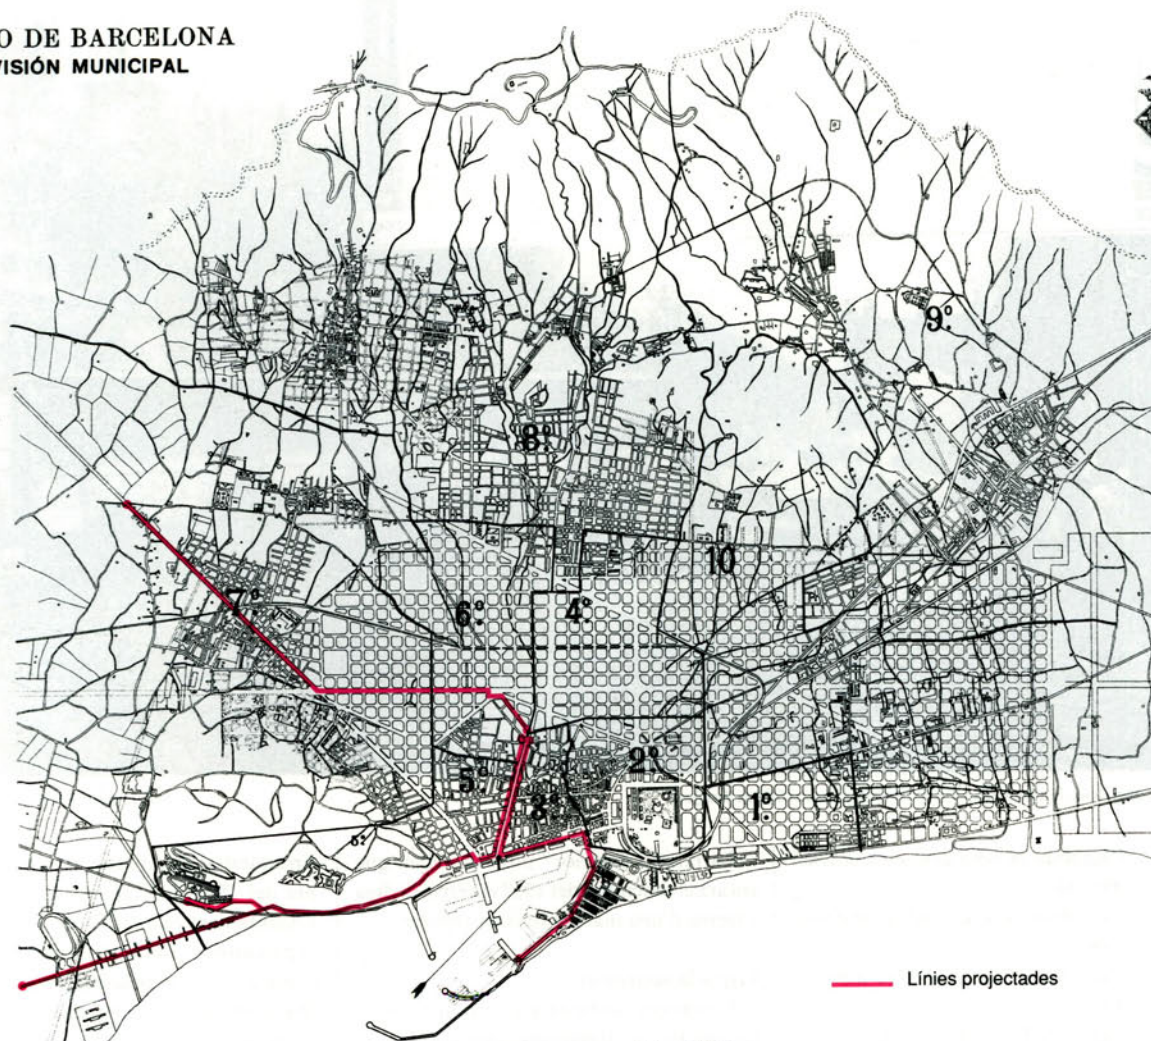 O DE BARCELONA
VISIÓN MUNICIPAL
9º
8º
10
7º
6º
4º
5º
2º
3º
1º
Línies projectades